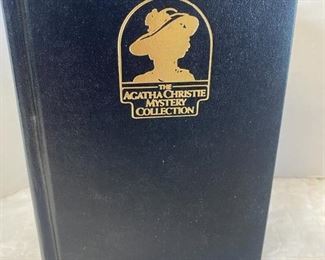 THE
AGATHA CHRISTIE
MYSTERY
COLLECTION